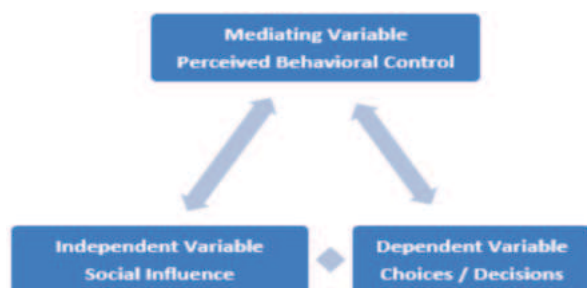 Mediating Variable
Perceived Behavioral Control
Independent Variable
Social Influence
Dependent Variable
Choices / Decisions